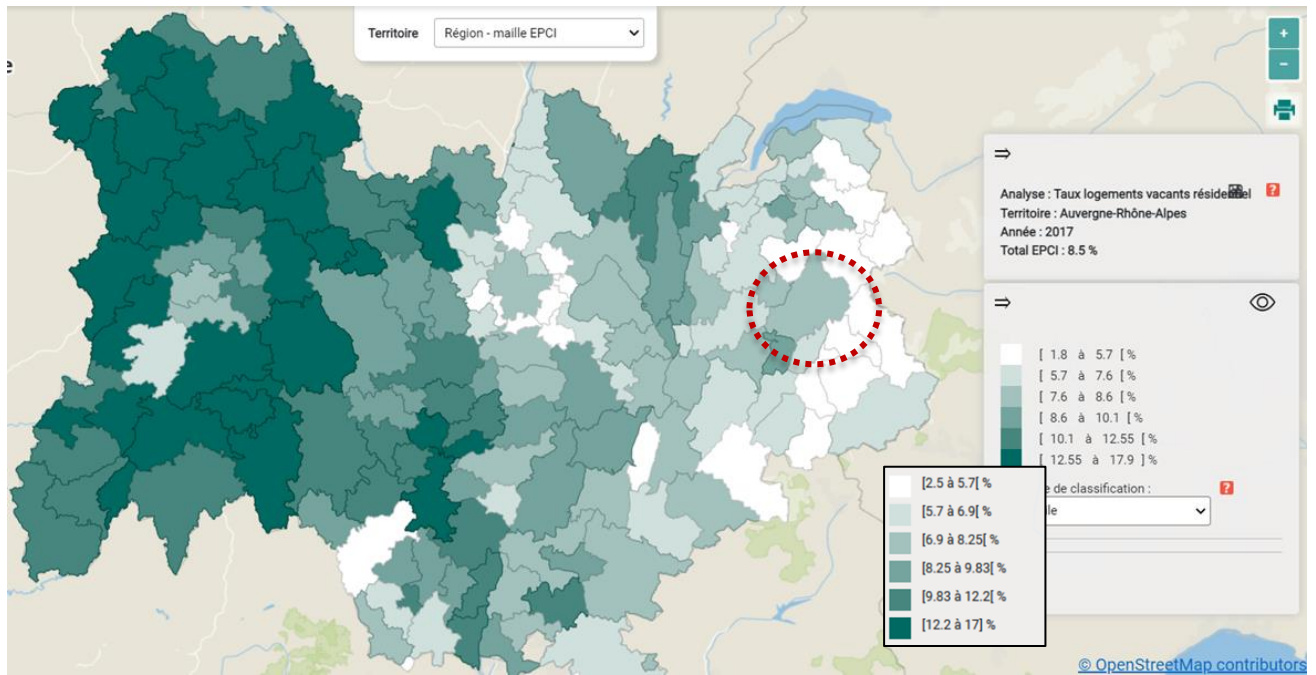 Territoire Région - maille EPCI
e
+
−
⇒
Analyse : Taux logements vacants résidentiel ?
Territoire : Auvergne-Rhône-Alpes
Année : 2017
Total EPCI : 8.5 %
⇒
[ 1.8 à 5.7 [ %
[ 5.7 à 7.6 [ %
[ 7.6 à 8.6 [ %
[ 8.6 à 10.1 [ %
[ 10.1 à 12.55 [ %
[ 12.55 à 17.9 ] %
e de classification : ?
le
[2.5 à 5.7[ %
[5.7 à 6.9[ %
[6.9 à 8.25[ %
[8.25 à 9.83[ %
[9.83 à 12.2[ %
[12.2 à 17] %
© OpenStreetMap contributors